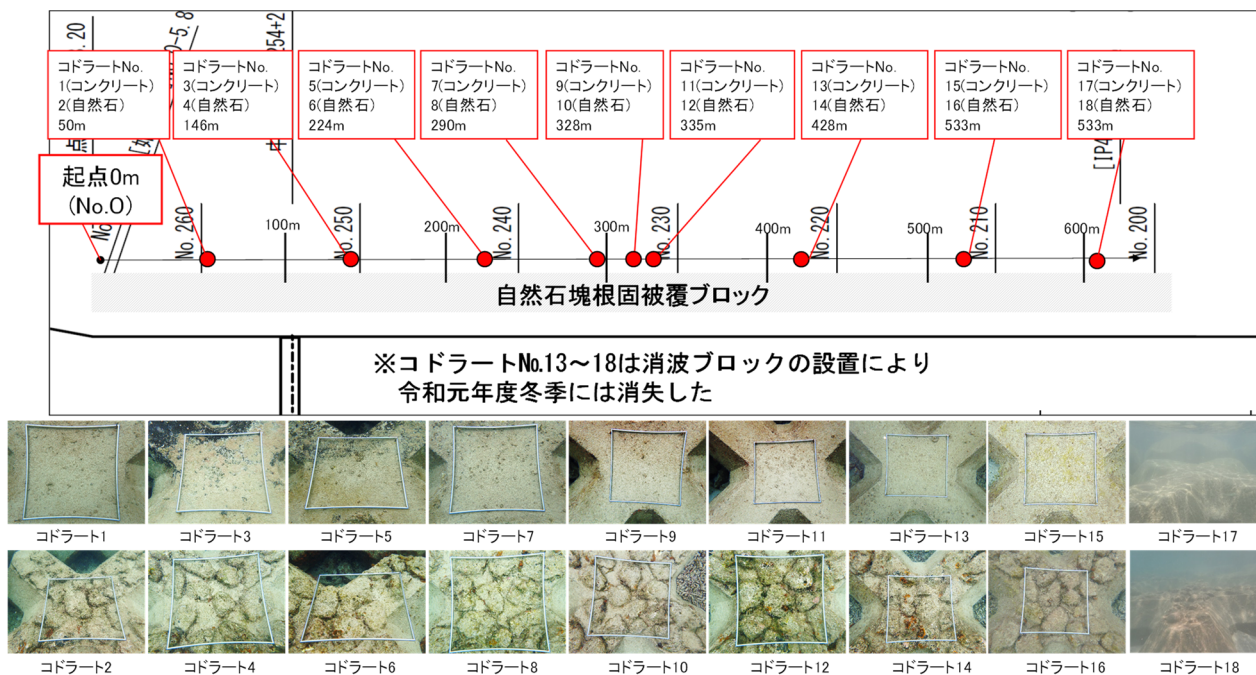 コドラートNo.
1(コンクリート)
2(自然石)
50m
コドラートNo.
3(コンクリート)
4(自然石)
146m
コドラートNo.
5(コンクリート)
6(自然石)
224m
コドラートNo.
7(コンクリート)
8(自然石)
290m
コドラートNo.
9(コンクリート)
10(自然石)
328m
コドラートNo.
11(コンクリート)
12(自然石)
335m
コドラートNo.
13(コンクリート)
14(自然石)
428m
コドラートNo.
15(コンクリート)
16(自然石)
533m
コドラートNo.
17(コンクリート)
18(自然石)
533m
起点0m
(No.O)
No. 260
100m
No. 250
200m
No. 240
300m
No. 230
400m
No. 220
500m
No. 210
600m
No. 200
自然石塊根固被覆ブロック
※コドラート№13～18は消波ブロックの設置により
令和元年度冬季には消失した
コドラート1
コドラート3
コドラート5
コドラート7
コドラート9
コドラート11
コドラート13
コドラート15
コドラート17
コドラート2
コドラート4
コドラート6
コドラート8
コドラート10
コドラート12
コドラート14
コドラート16
コドラート18